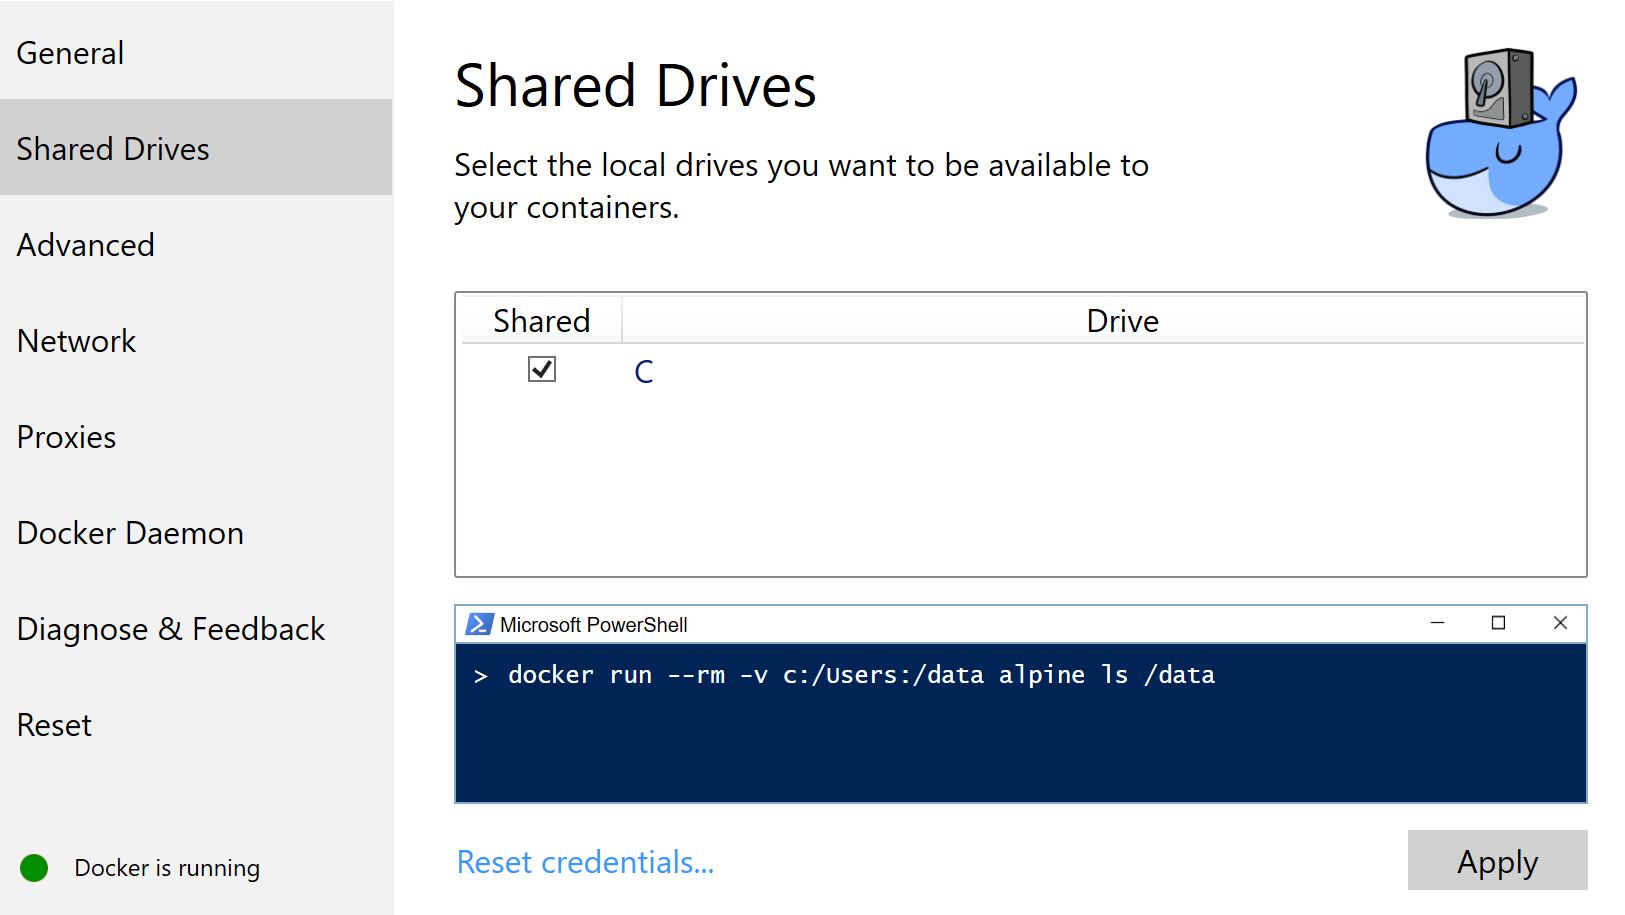 General
Shared Drives
Advanced
Network
Proxies
Docker Daemon
Diagnose & Feedback
Reset
Docker is running
Shared Drives
Select the local drives you want to be available to
your containers.
Shared Drive
C
Microsoft PowerShell
> docker run --rm -v c:/Users:/data alpine ls /data
Reset credentials...
Apply